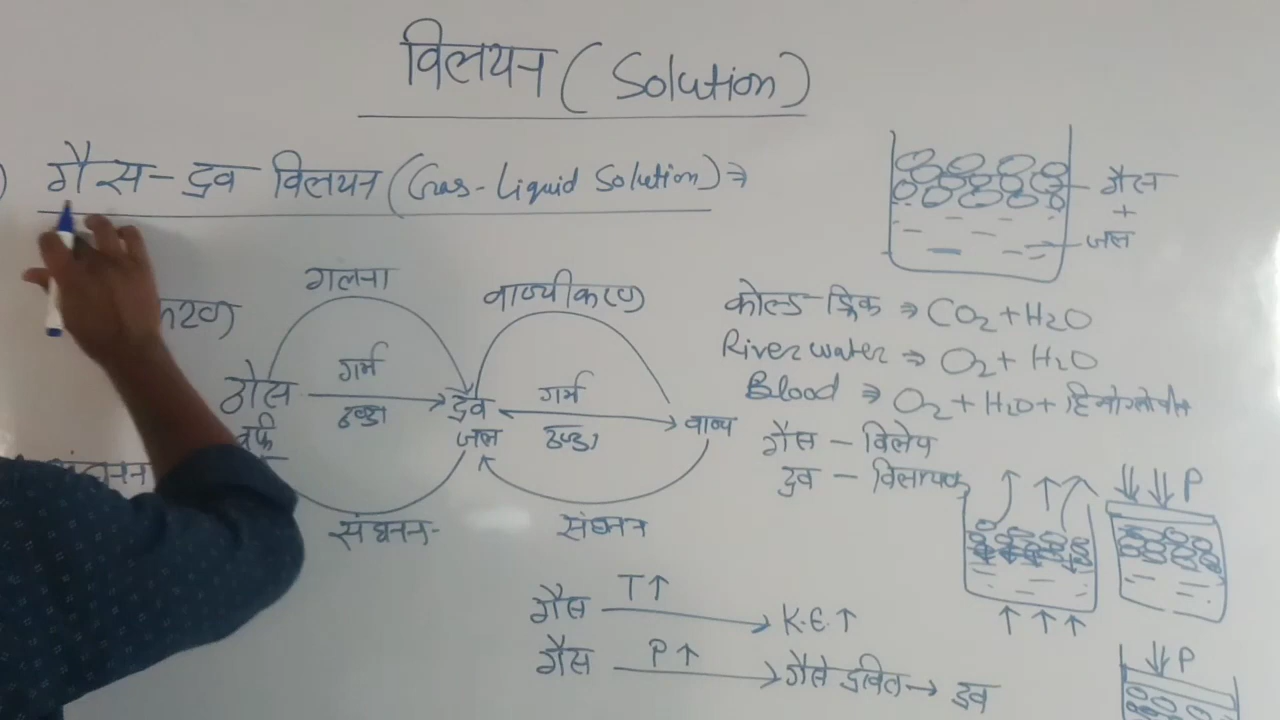 विलयन (Solution)
गैस-द्रव विलयन (Gas-Liquid Solution) ⇒
गैस
+
जल
गलना
वाष्पीकरण
करण
गर्म
ठोस
ठण्डा
द्रव
गर्म
ठण्डा
वाष्प
बर्फ
जल
संघनन
संघनन
कोल्ड-ड्रिंक ⇒ CO2 + H2O
River water ⇒ O2 + H2O
Blood ⇒ O2 + H2O + हिमोग्लोबीन
गैस - विलेय
द्रव - विलायक
P
गैस T↑ → K.E.↑
गैस P↑ → गैसे द्रवित → द्रव
P